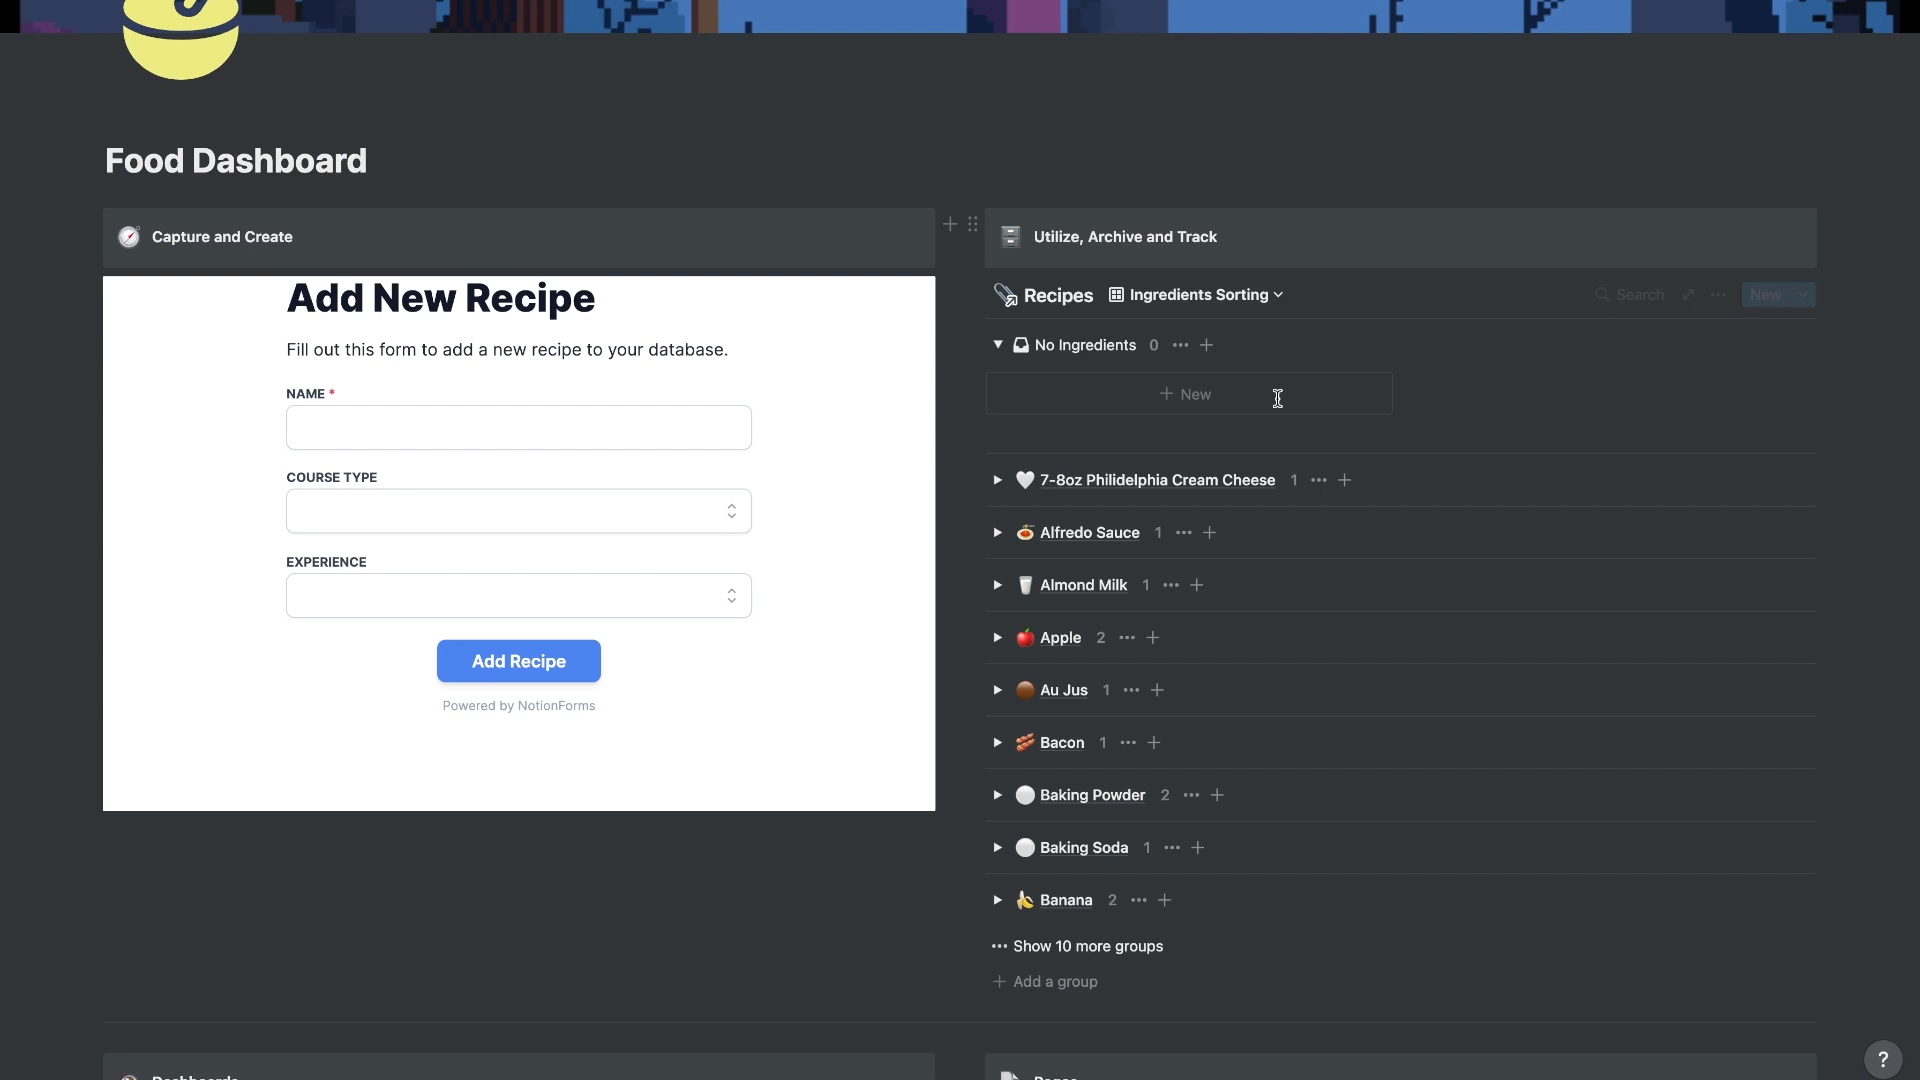 Food Dashboard
Capture and Create
Add New Recipe
Fill out this form to add a new recipe to your database.
NAME *
COURSE TYPE
EXPERIENCE
Add Recipe
Powered by NotionForms
Utilize, Archive and Track
Recipes Ingredients Sorting Search New
No Ingredients 0
New
7-8oz Philidelphia Cream Cheese 1
Alfredo Sauce 1
Almond Milk 1
Apple 2
Au Jus 1
Bacon 1
Baking Powder 2
Baking Soda 1
Banana 2
Show 10 more groups
Add a group
?